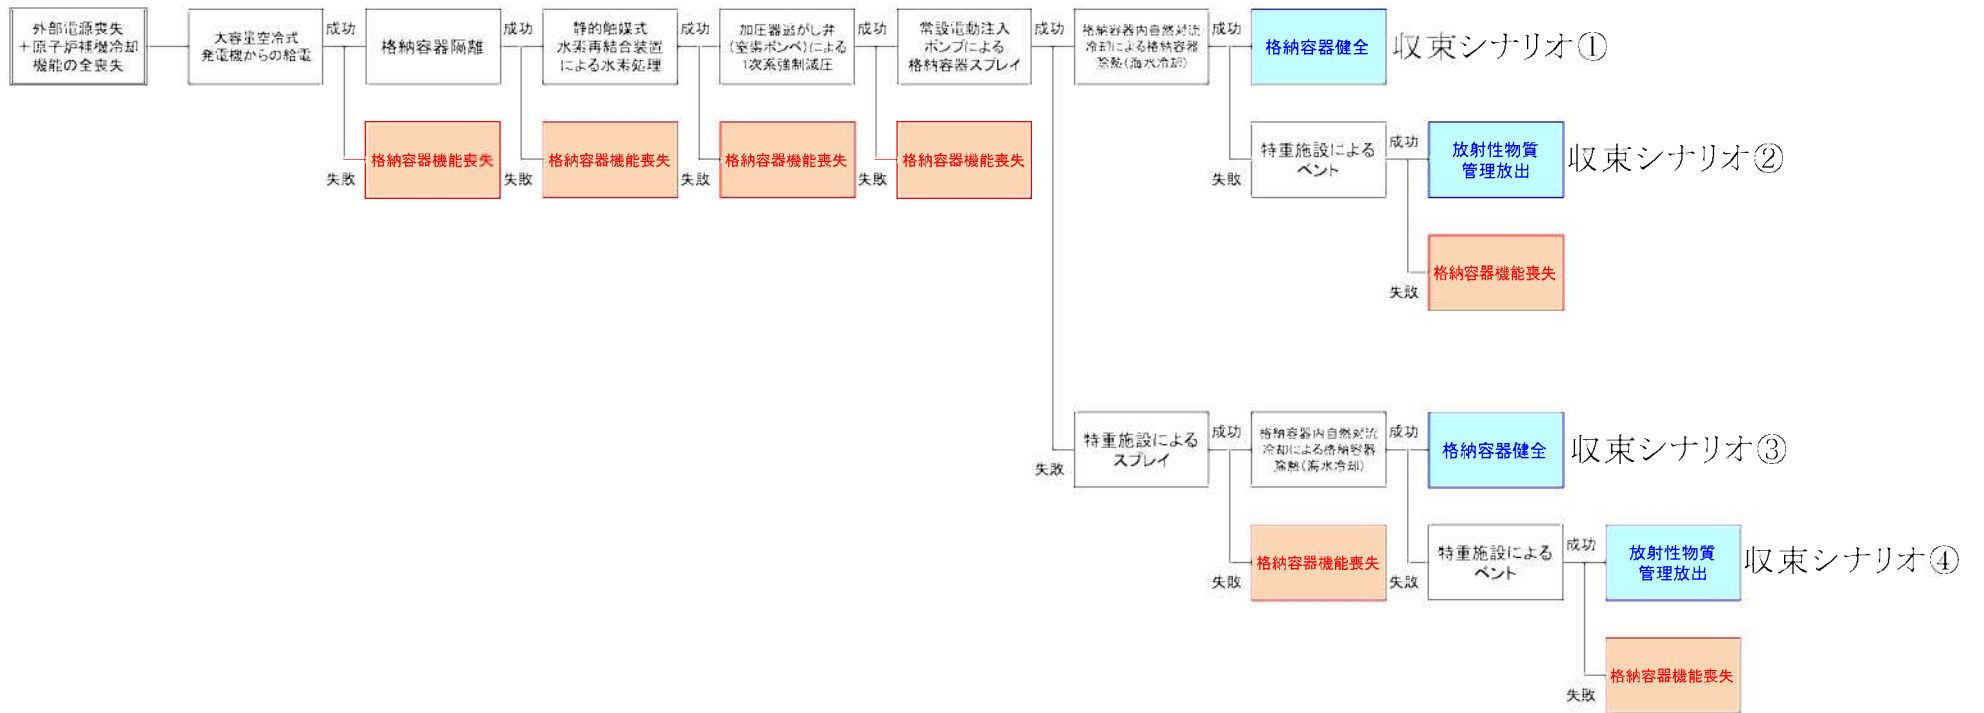 外部電源喪失
＋原子炉補機冷却
機能の全喪失
大容量空冷式
発電機からの給電
成功
失敗
格納容器機能喪失
格納容器隔離
成功
失敗
格納容器機能喪失
静的触媒式
水素再結合装置
による水素処理
成功
失敗
格納容器機能喪失
加圧器逃がし弁
(窒素ボンベ)による
1次系強制減圧
成功
失敗
格納容器機能喪失
常設電動注入
ポンプによる
格納容器スプレイ
成功
失敗
格納容器内自然対流
冷却による格納容器
除熱(海水冷却)
成功
失敗
格納容器健全
収束シナリオ①
特重施設による
ベント
成功
失敗
放射性物質
管理放出
収束シナリオ②
格納容器機能喪失
特重施設による
スプレイ
成功
失敗
格納容器機能喪失
格納容器内自然対流
冷却による格納容器
除熱(海水冷却)
成功
失敗
格納容器健全
収束シナリオ③
特重施設による
ベント
成功
失敗
放射性物質
管理放出
収束シナリオ④
格納容器機能喪失